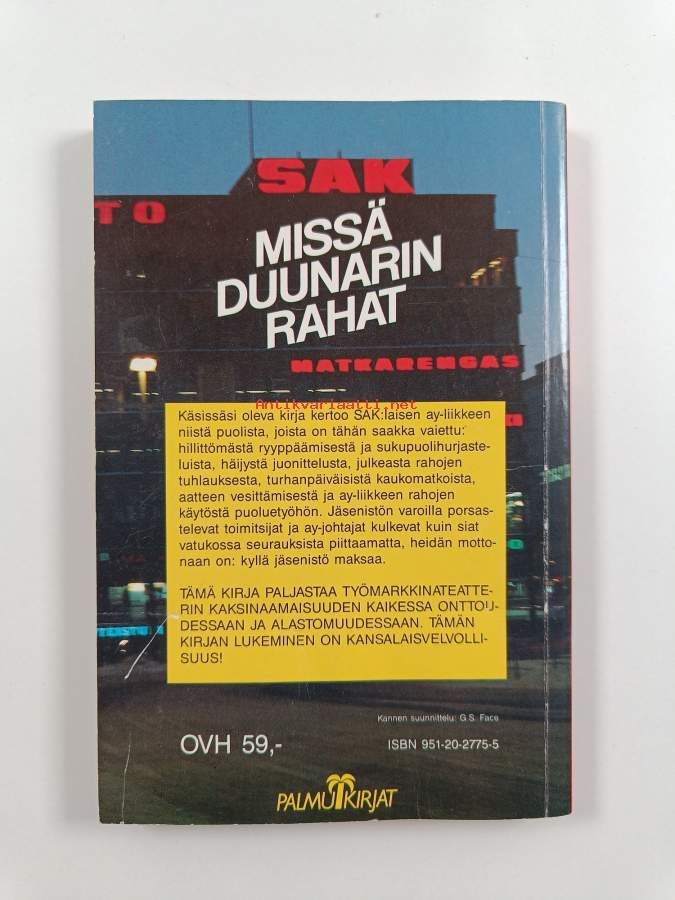 SAK
TO
MISSÄ
DUUNARIN
RAHAT
MATKARENGAS
Antikvariaatti.net
Käsissäsi oleva kirja kertoo SAK:laisen ay-liikkeen
niistä puolista, joista on tähän saakka vaiettu:
hillittömästä ryyppäämisestä ja sukupuolihurjaste-
luista, häijystä juonittelusta, julkeasta rahojen
tuhlauksesta, turhanpäiväisistä kaukomatkoista,
aatteen vesittämisestä ja ay-liikkeen rahojen
käytöstä puoluetyöhön. Jäsenistön varoilla porsas-
televat toimitsijat ja ay-johtajat kulkevat kuin siat
vatukossa seurauksista piittaamatta, heidän motto-
naan on: kyllä jäsenistö maksaa.
TÄMÄ KIRJA PALJASTAA TYÖMARKKINATEATTE-
RIN KAKSINAAMAISUUDEN KAIKESSA ONTTOU-
DESSAAN JA ALASTOMUUDESSAAN. TÄMÄN
KIRJAN LUKEMINEN ON KANSALAISVELVOLLI-
SUUS!
Kannen suunnittelu: G.S. Face
OVH 59,-
ISBN 951-20-2775-5
PALMU KIRJAT